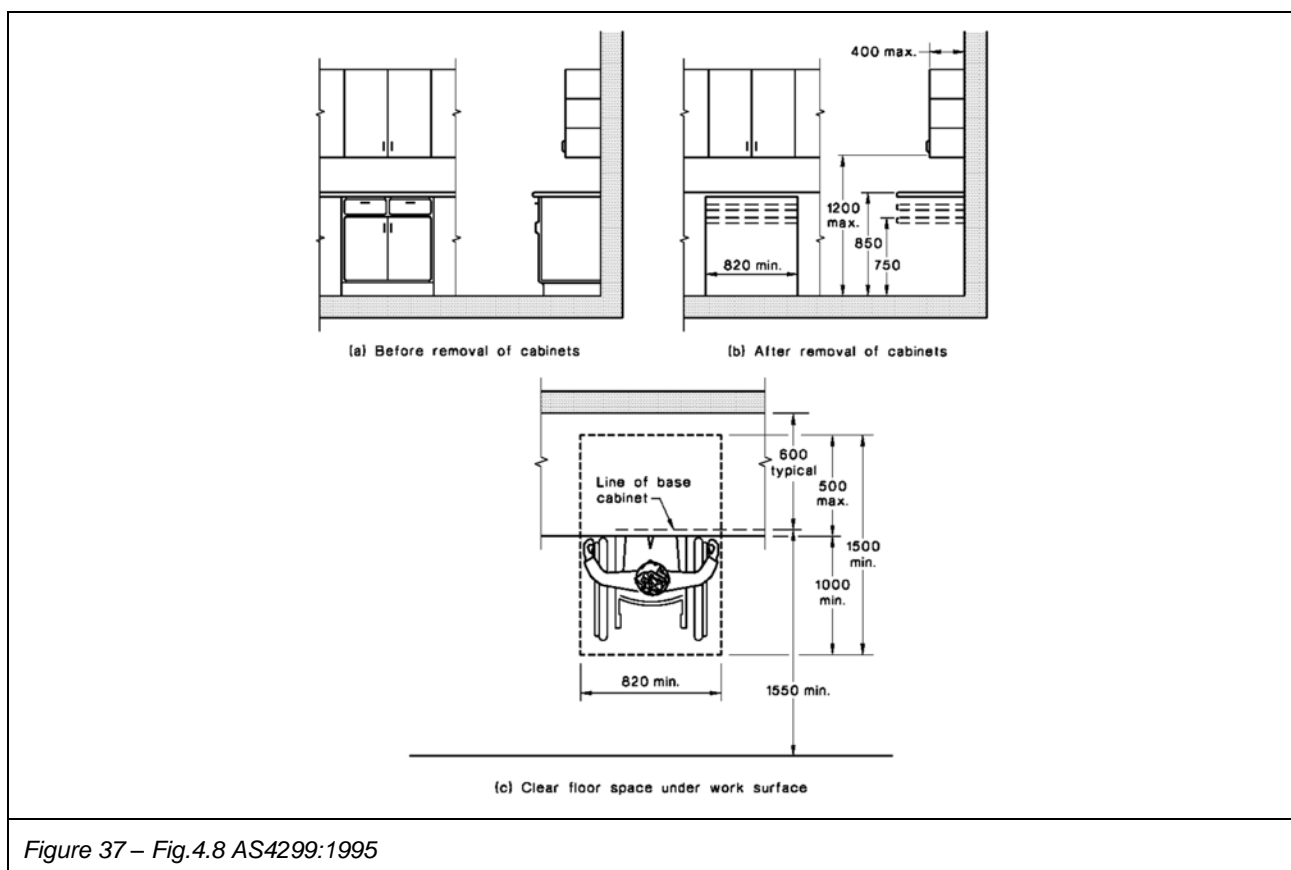 400 max.
1200
max.
850
750
820 min.
(a) Before removal of cabinets
(b) After removal of cabinets
600
typical
500
max.
Line of base
cabinet
1500
min.
1000
min.
820 min.
1550 min.
(c) Clear floor space under work surface
Figure 37 – Fig.4.8 AS4299:1995